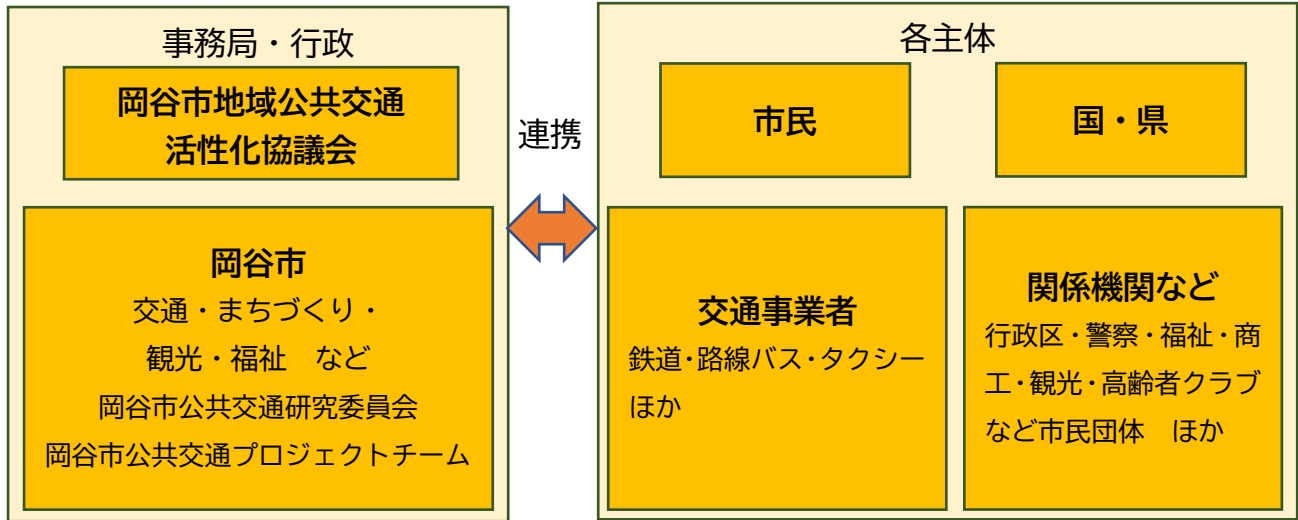 事務局・行政
岡谷市地域公共交通
活性化協議会
岡谷市
交通・まちづくり・
観光・福祉　など
岡谷市公共交通研究委員会
岡谷市公共交通プロジェクトチーム
連携
各主体
市民
国・県
交通事業者
鉄道・路線バス・タクシー
ほか
関係機関など
行政区・警察・福祉・商
工・観光・高齢者クラブ
など市民団体　ほか